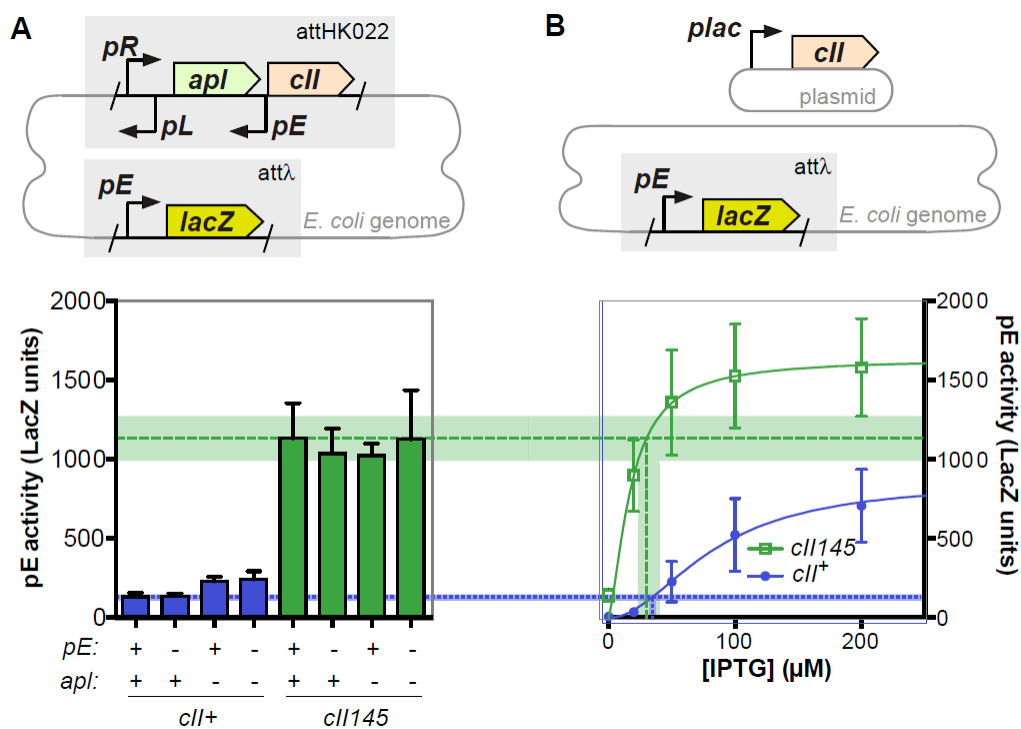 A
attHK022
pR
apl
cII
pL
pE
attλ
pE
lacZ
E. coli genome
B
plac
cII
plasmid
attλ
pE
lacZ
E. coli genome
pE activity (LacZ units)
2000
1500
1000
500
0
pE: + - + - + - + -
apl: + + - - + + - -
cII+ cII145
2000
1500
1000
500
0
pE activity (LacZ units)
cII145
cII+
0 100 200
[IPTG] (µM)